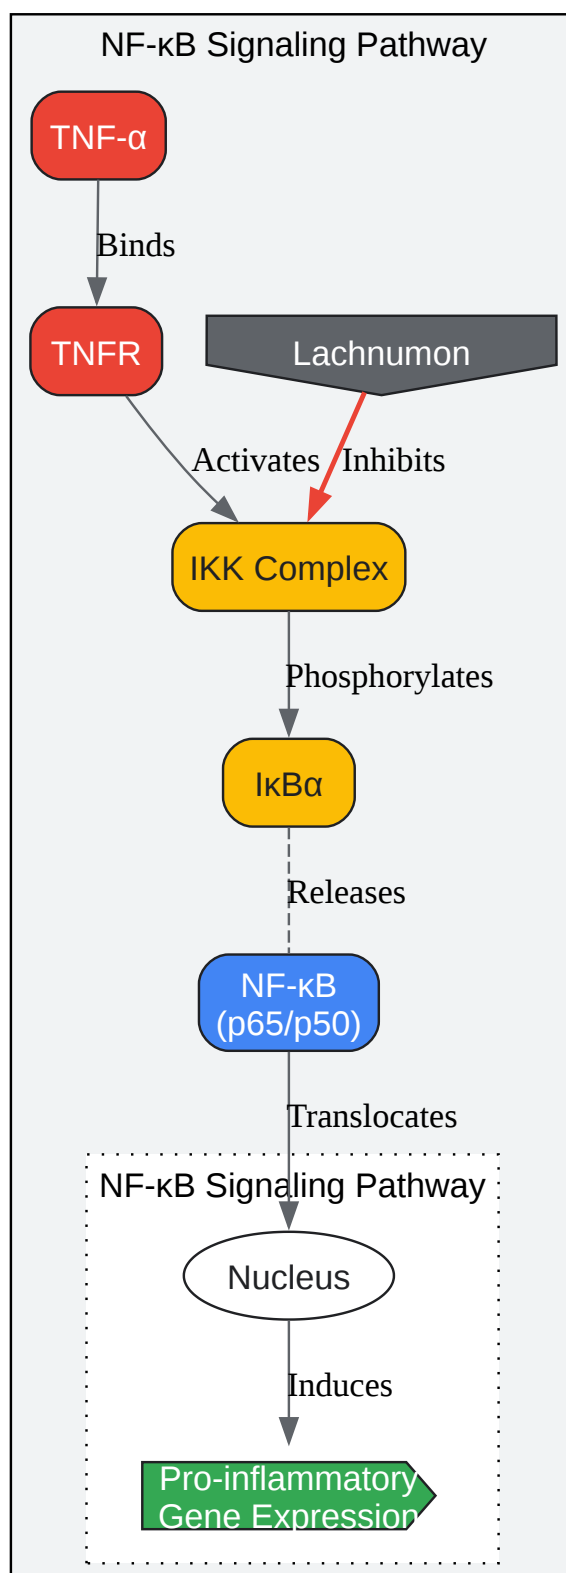 NF-κB Signaling Pathway
TNF-α
Binds
TNFR
Lachnumon
Activates
Inhibits
IKK Complex
Phosphorylates
IκBα
Releases
NF-κB
(p65/p50)
Translocates
NF-κB Signaling Pathway
Nucleus
Induces
Pro-inflammatory
Gene Expression